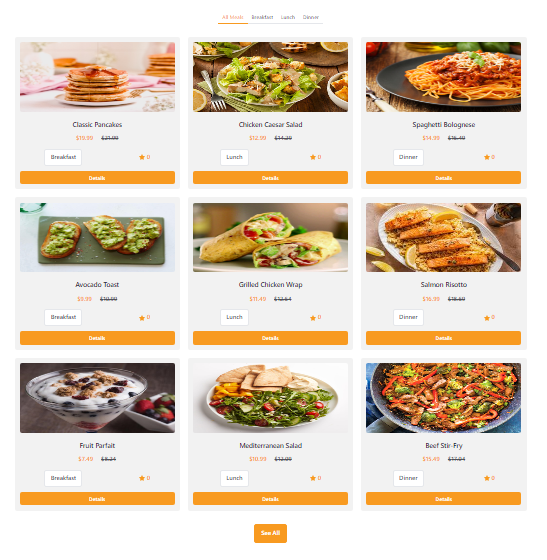 All Meals Breakfast Lunch Dinner
Classic Pancakes
$19.99 $21.99
Breakfast 0
Details
Chicken Caesar Salad
$12.99 $14.29
Lunch 0
Details
Spaghetti Bolognese
$14.99 $16.49
Dinner 0
Details
Avocado Toast
$9.99 $10.99
Breakfast 0
Details
Grilled Chicken Wrap
$11.49 $12.64
Lunch 0
Details
Salmon Risotto
$16.99 $18.69
Dinner 0
Details
Fruit Parfait
$7.49 $8.24
Breakfast 0
Details
Mediterranean Salad
$10.99 $12.09
Lunch 0
Details
Beef Stir-Fry
$15.49 $17.04
Dinner 0
Details
See All